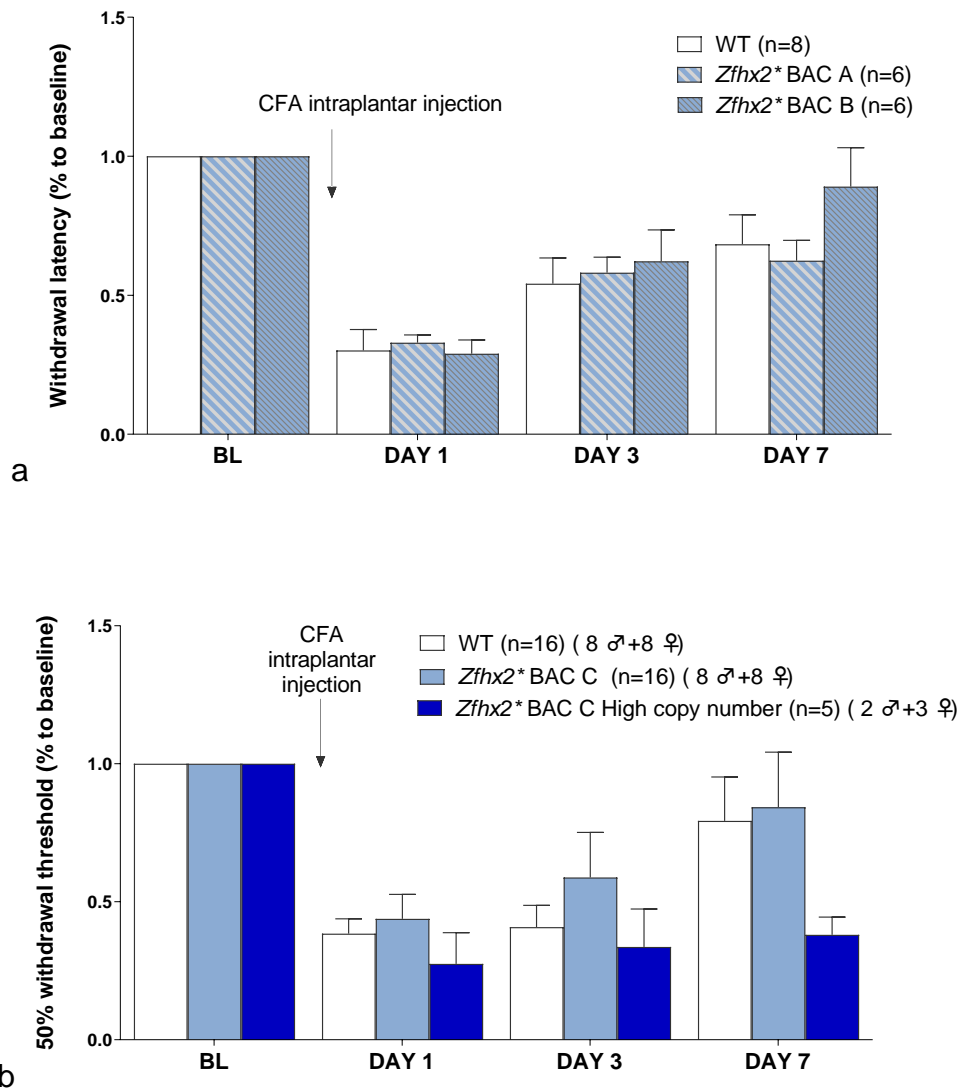 1.5
WT (n=8)
Zfhx2* BAC A (n=6)
Zfhx2* BAC B (n=6)
CFA intraplantar injection
1.0
0.5
0.0
Withdrawal latency (% to baseline)
BL DAY 1 DAY 3 DAY 7
a
1.5
CFA
intraplantar
injection
WT (n=16) ( 8 ♂+8 ♀)
Zfhx2* BAC C (n=16) ( 8 ♂+8 ♀)
Zfhx2* BAC C High copy number (n=5) ( 2 ♂+3 ♀)
1.0
0.5
0.0
50% withdrawal threshold (% to baseline)
BL DAY 1 DAY 3 DAY 7
b